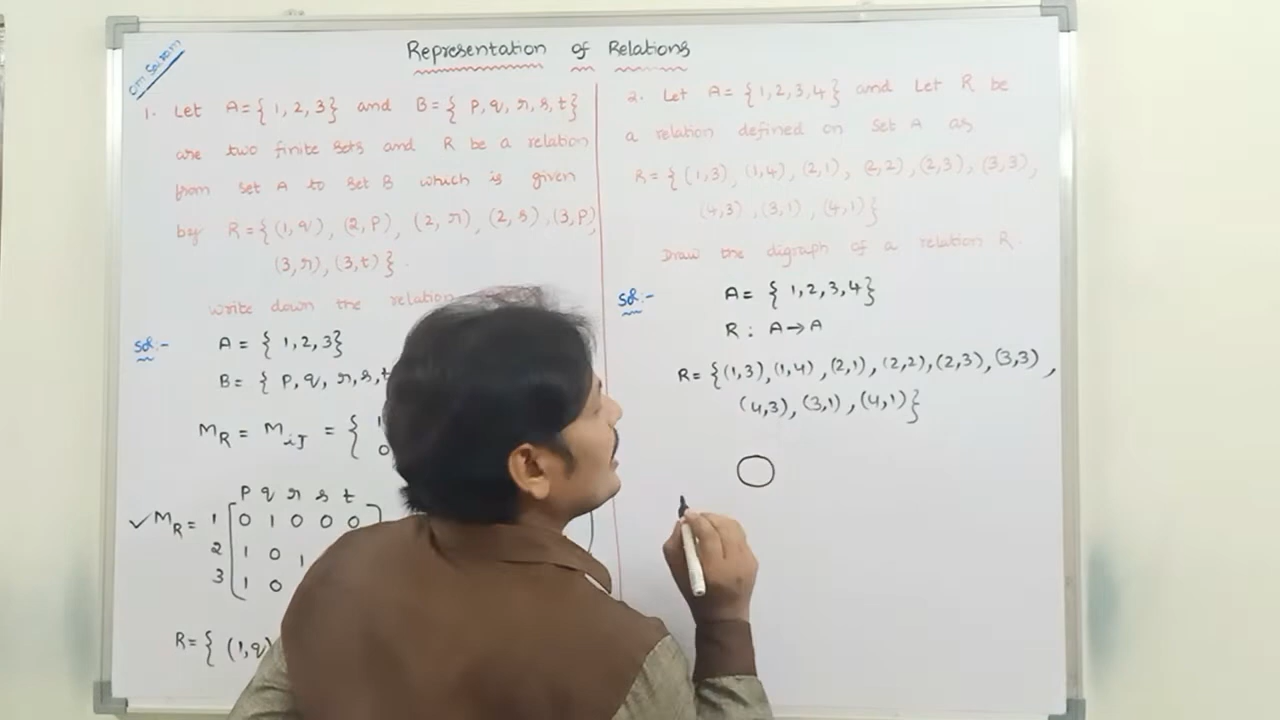 Om Sairam
Representation of Relations
1. Let A = { 1, 2, 3} and B = { p, q, r, s, t}
are two finite sets and R be a relation
from set A to set B which is given
by R = { (1, q), (2, p), (2, r), (2, s), (3, p),
(3, r), (3, t) }.
write down the relation
Sol:-
A = { 1, 2, 3}
B = { p, q, r, s, t
M_R = M_ij = {
p q r s t
✓ M_R = 1 [ 0 1 0 0 0 ]
2 1 0 1
3 1 0
R = { (1, q)
2. Let A = { 1, 2, 3, 4} and Let R be
a relation defined on set A as
R = { (1, 3), (1, 4), (2, 1), (2, 2), (2, 3), (3, 3),
(4, 3), (3, 1), (4, 1) }
Draw the digraph of a relation R.
Sol:-
A = { 1, 2, 3, 4}
R : A → A
R = { (1, 3), (1, 4), (2, 1), (2, 2), (2, 3), (3, 3),
(4, 3), (3, 1), (4, 1) }